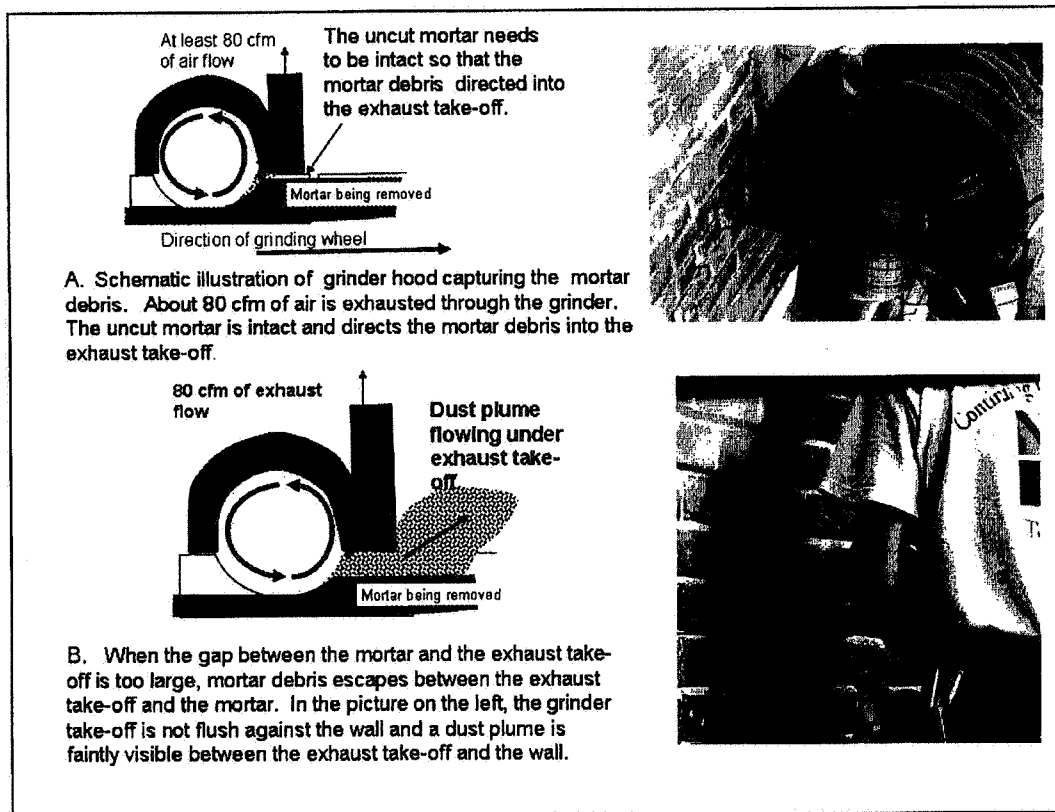 At least 80 cfm
of air flow
The uncut mortar needs
to be intact so that the
mortar debris directed into
the exhaust take-off.
Mortar being removed
Direction of grinding wheel
A. Schematic illustration of grinder hood capturing the mortar
debris. About 80 cfm of air is exhausted through the grinder.
The uncut mortar is intact and directs the mortar debris into the
exhaust take-off.
80 cfm of exhaust
flow
Dust plume
flowing under
exhaust take-
off.
Mortar being removed
B. When the gap between the mortar and the exhaust take-
off is too large, mortar debris escapes between the exhaust
take-off and the mortar. In the picture on the left, the grinder
take-off is not flush against the wall and a dust plume is
faintly visible between the exhaust take-off and the wall.